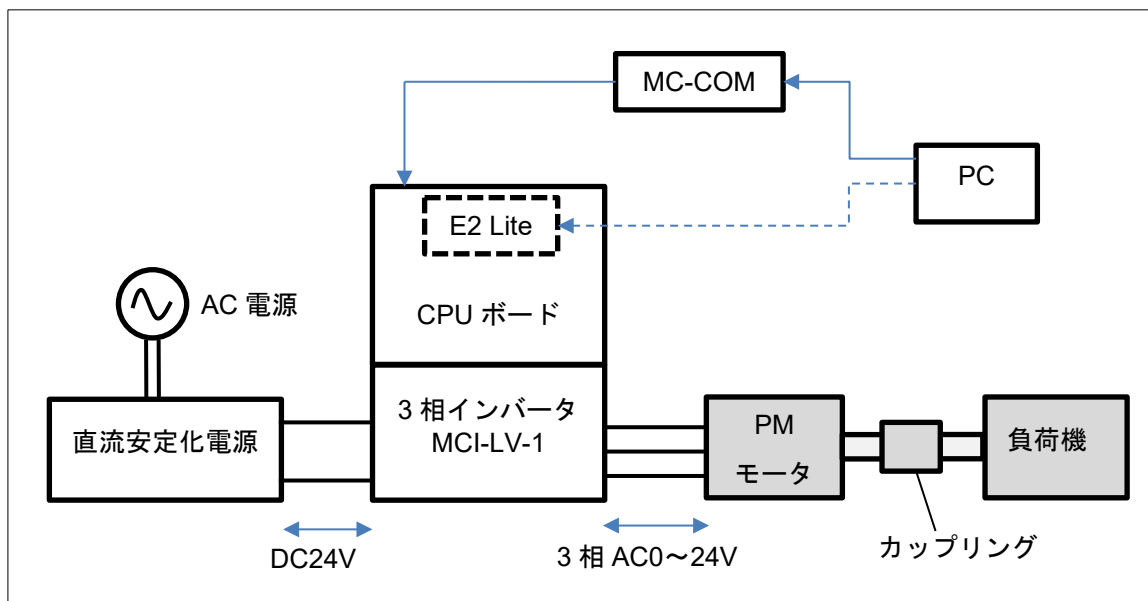 MC-COM
PC
E2 Lite
AC 電源
CPU ボード
直流安定化電源
3 相インバータ
MCI-LV-1
PM
モータ
負荷機
DC24V
3 相 AC0～24V
カップリング